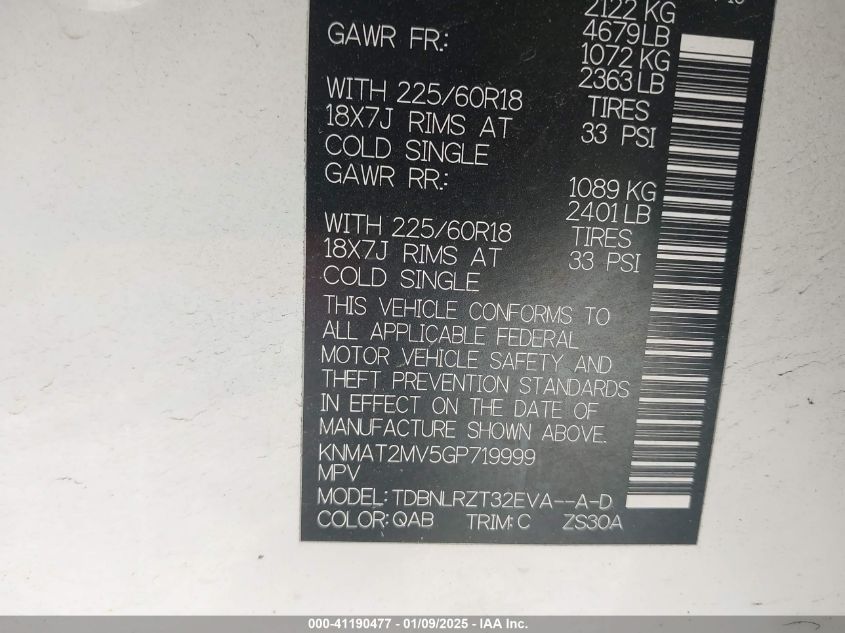 2122 KG
4679 LB
GAWR FR: 1072 KG
2363 LB
WITH 225/60R18 TIRES
18X7J RIMS AT 33 PSI
COLD SINGLE
GAWR RR: 1089 KG
2401 LB
WITH 225/60R18 TIRES
18X7J RIMS AT 33 PSI
COLD SINGLE
THIS VEHICLE CONFORMS TO
ALL APPLICABLE FEDERAL
MOTOR VEHICLE SAFETY AND
THEFT PREVENTION STANDARDS
IN EFFECT ON THE DATE OF
MANUFACTURE SHOWN ABOVE.
KNMAT2MV5GP719999
MPV
MODEL: TDBNLRZT32EVA--A-D
COLOR: QAB TRIM: C ZS30A
000-41190477 - 01/09/2025 - IAA Inc.